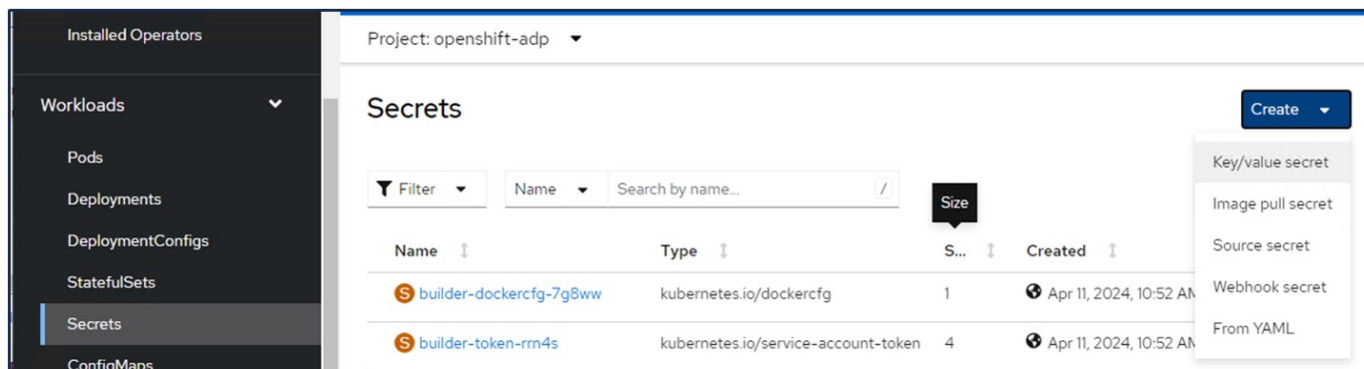 Installed Operators
Workloads
Pods
Deployments
DeploymentConfigs
StatefulSets
Secrets
ConfigMaps
Project: openshift-adp
Secrets
Create
Key/value secret
Image pull secret
Source secret
Webhook secret
From YAML
Filter Name Search by name... /
Size
Name Type S... Created
S builder-dockercfg-7g8ww kubernetes.io/dockercfg 1 Apr 11, 2024, 10:52 AM
S builder-token-rrn4s kubernetes.io/service-account-token 4 Apr 11, 2024, 10:52 AM